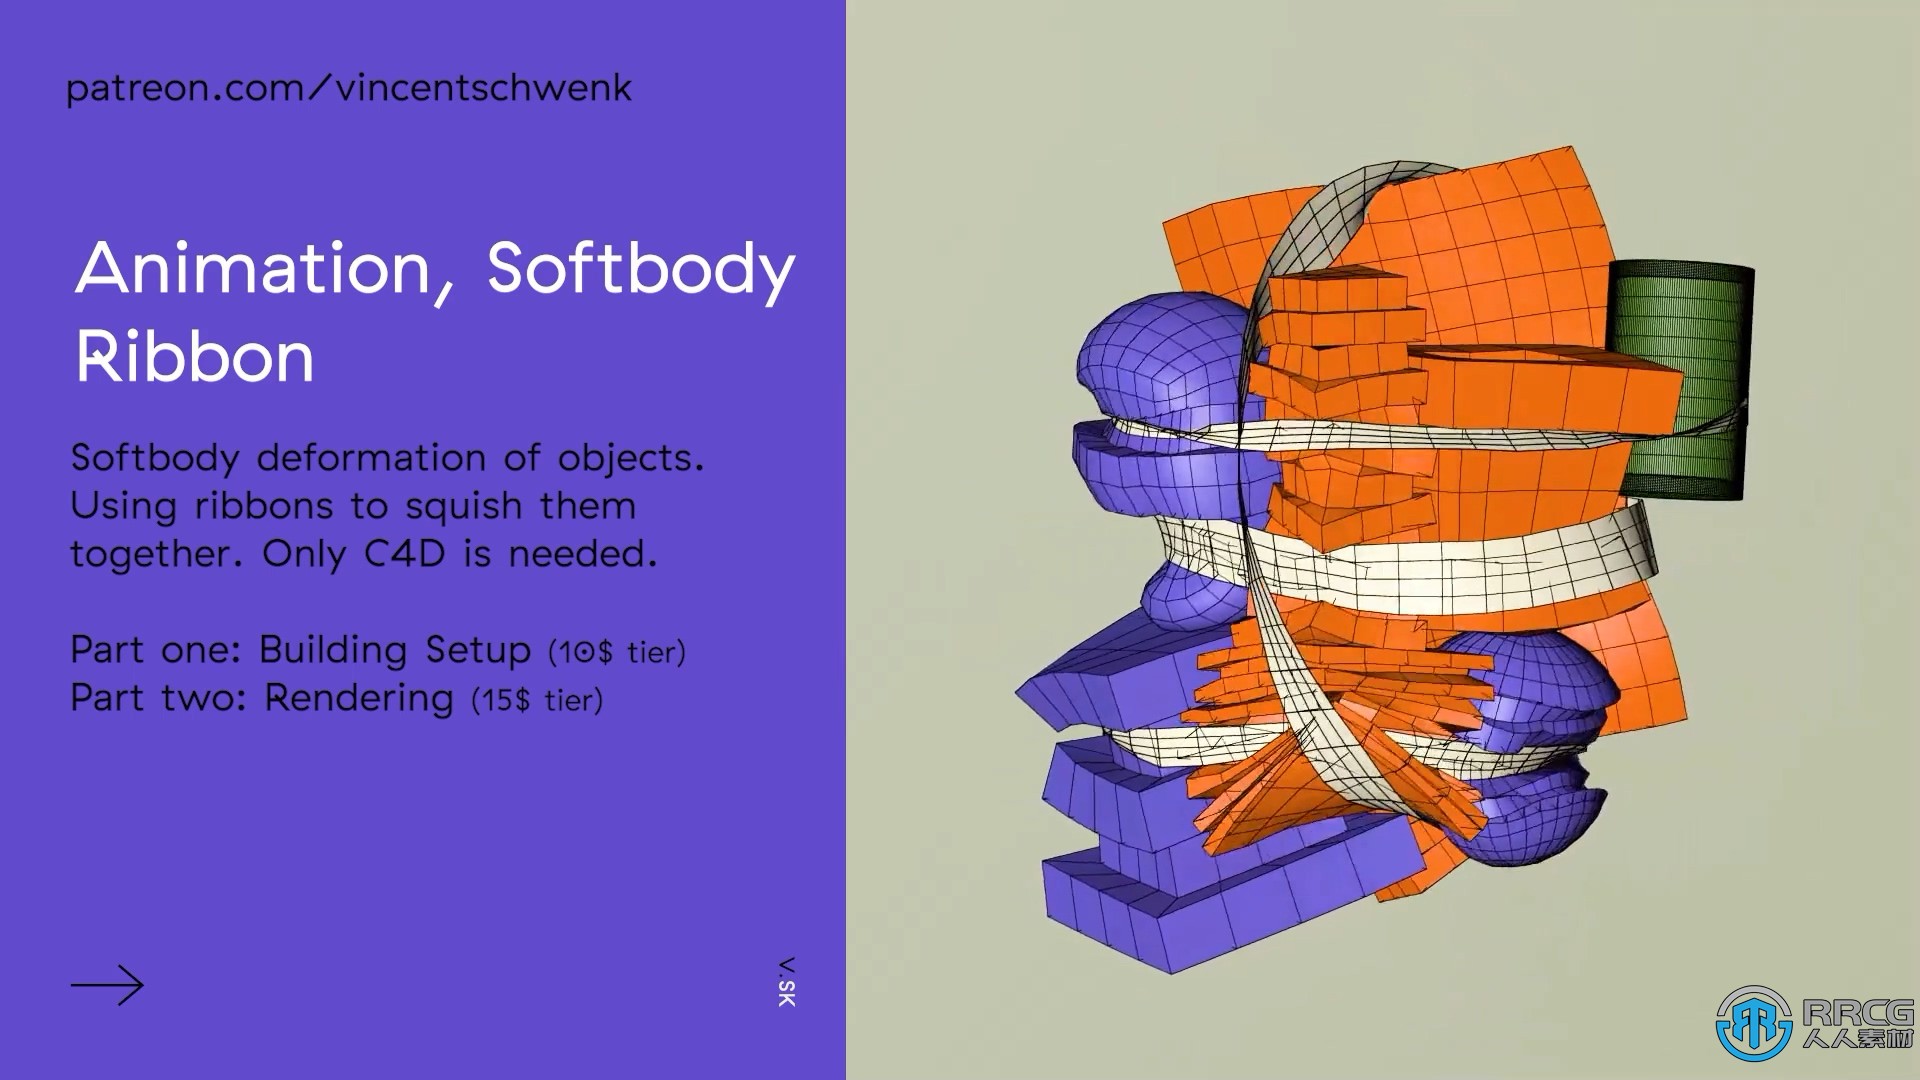 patreon.com/vincentschwenk
Animation, Softbody
Ribbon
Softbody deformation of objects.
Using ribbons to squish them
together. Only C4D is needed.
Part one: Building Setup (10$ tier)
Part two: Rendering (15$ tier)
V.SK
RRCG
人人素材